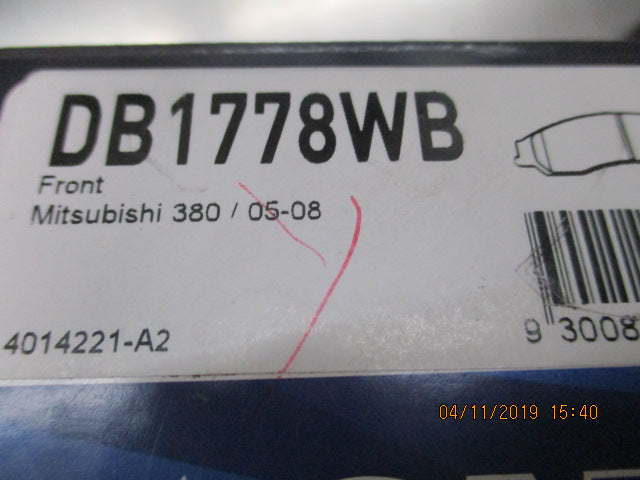 DB1778WB
Front
Mitsubishi 380 / 05-08
4014221-A2
9 3008
04/11/2019 15:40